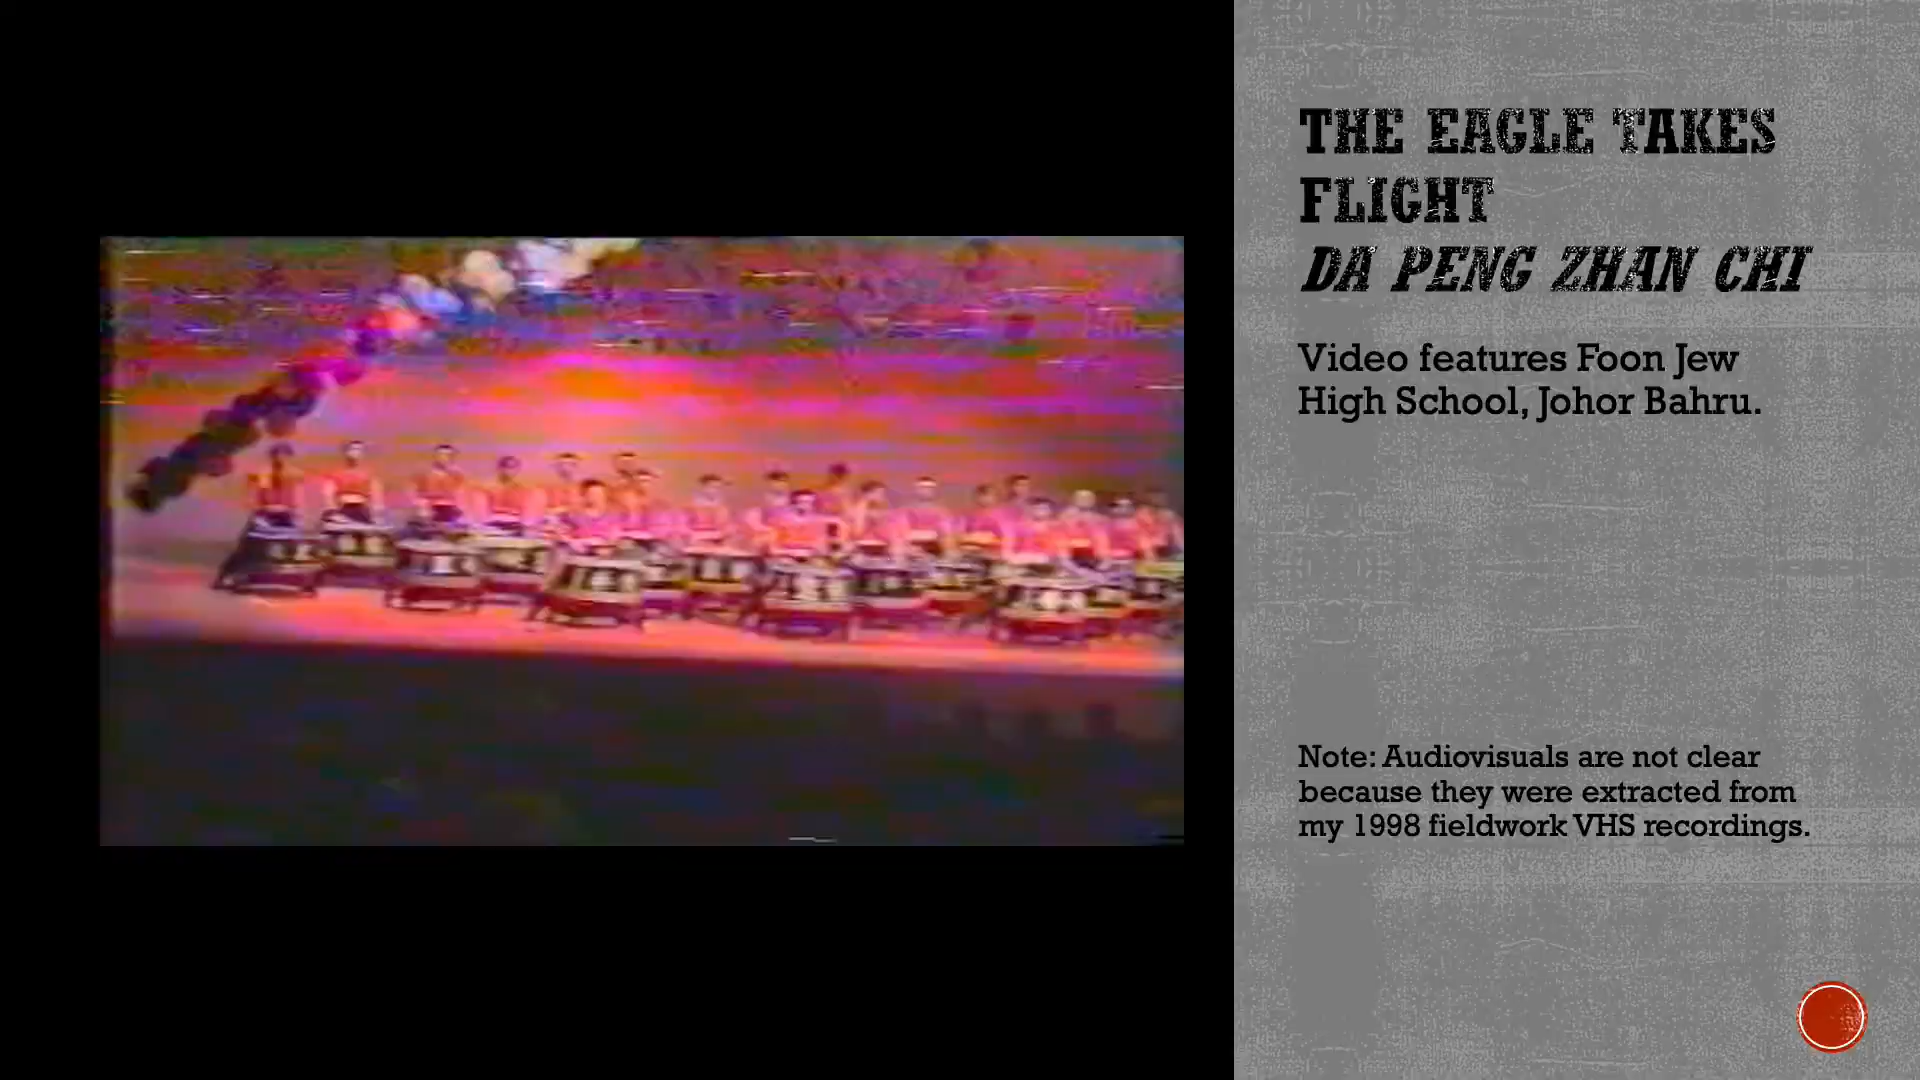 THE EAGLE TAKES
FLIGHT
DA PENG ZHAN CHI
Video features Foon Jew
High School, Johor Bahru.
Note: Audiovisuals are not clear
because they were extracted from
my 1998 fieldwork VHS recordings.